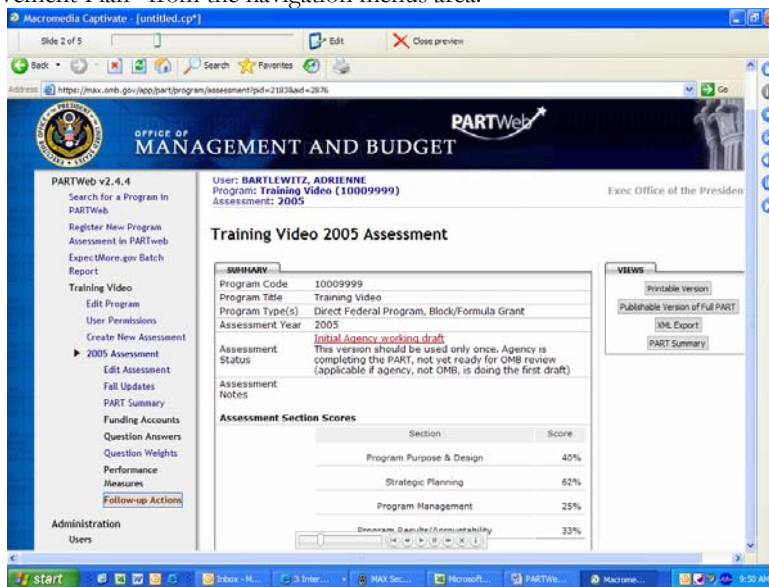 vement Plan" from the navigation menus area.
Macromedia Captivate - [untitled.cp*]
Slide 2 of 5
Edit
Close preview
Back
Search
Favorites
Address
https://max.omb.gov/app/part/program/assessment?pid=2183&aid=2876
Go
OFFICE OF
MANAGEMENT AND BUDGET
PARTWeb
PARTWeb v2.4.4
Search for a Program in
PARTWeb
Register New Program
Assessment in PARTweb
ExpectMore.gov Batch
Report
Training Video
Edit Program
User Permissions
Create New Assessment
2005 Assessment
Edit Assessment
Fall Updates
PART Summary
Funding Accounts
Question Answers
Question Weights
Performance
Measures
Follow-up Actions
Administration
Users
User: BARTLEWITZ, ADRIENNE
Program: Training Video (10009999)
Assessment: 2005
Exec Office of the Presiden
Training Video 2005 Assessment
SUMMARY
Program Code 10009999
Program Title Training Video
Program Type(s) Direct Federal Program, Block/Formula Grant
Assessment Year 2005
Assessment Status
Initial Agency working draft
This version should be used only once. Agency is
completing the PART, not yet ready for OMB review
(applicable if agency, not OMB, is doing the first draft)
Assessment
Notes
Assessment Section Scores
Section Score
Program Purpose & Design 40%
Strategic Planning 62%
Program Management 25%
Program Results/Accountability 33%
VIEWS
Printable Version
Publishable Version of Full PART
XML Export
PART Summary
start
Inbox - M...
3 Inter...
MAX Sec...
Microsoft...
PARTWe...
Macrome...
9:50 AM